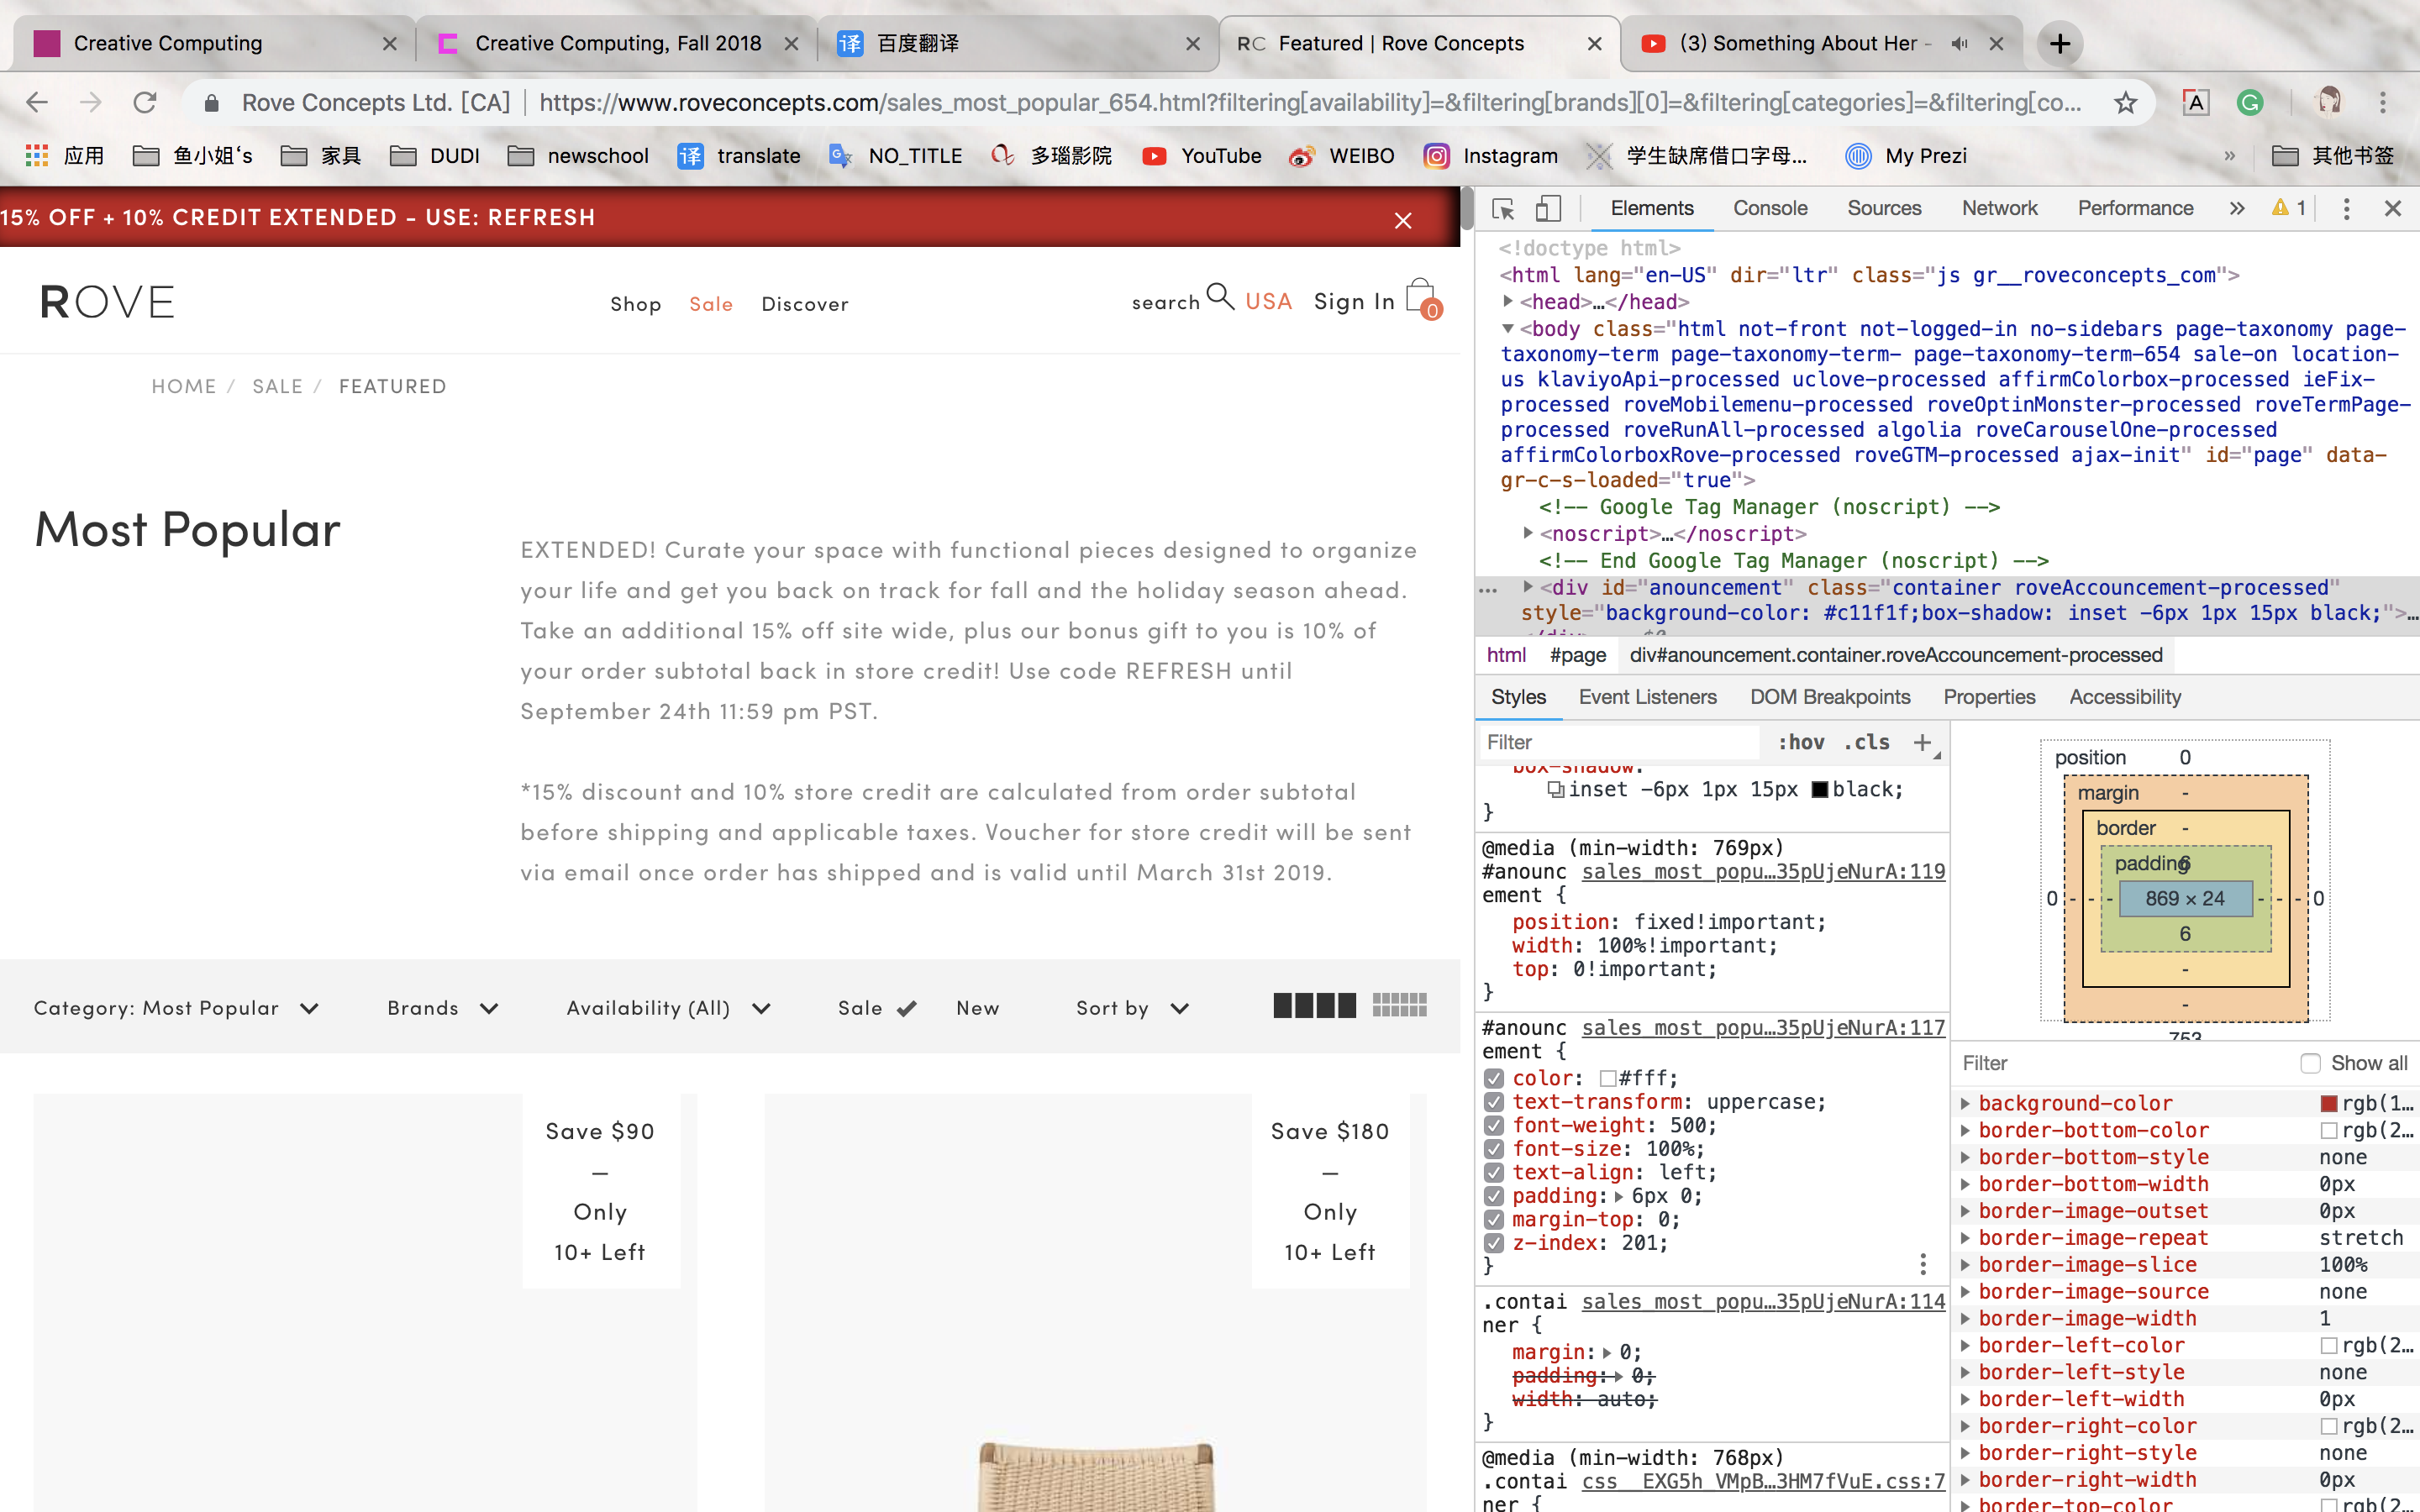 Creative Computing
Creative Computing, Fall 2018
译 百度翻译
RC Featured | Rove Concepts
(3) Something About Her -
Rove Concepts Ltd. [CA] | https://www.roveconcepts.com/sales_most_popular_654.html?filtering[availability]=&filtering[brands][0]=&filtering[categories]=&filtering[co...
应用
鱼小姐‘s
家具
DUDI
newschool
译 translate
NO_TITLE
多瑙影院
YouTube
WEIBO
Instagram
学生缺席借口字母...
My Prezi
»
其他书签
15% OFF + 10% CREDIT EXTENDED - USE: REFRESH
ROVE
Shop Sale Discover
search USA Sign In 0
HOME / SALE / FEATURED
Most Popular
EXTENDED! Curate your space with functional pieces designed to organize
your life and get you back on track for fall and the holiday season ahead.
Take an additional 15% off site wide, plus our bonus gift to you is 10% of
your order subtotal back in store credit! Use code REFRESH until
September 24th 11:59 pm PST.
*15% discount and 10% store credit are calculated from order subtotal
before shipping and applicable taxes. Voucher for store credit will be sent
via email once order has shipped and is valid until March 31st 2019.
Category: Most Popular Brands Availability (All) Sale New Sort by
Save $90
–
Only
10+ Left
Save $180
–
Only
10+ Left
Elements Console Sources Network Performance » 1
<!doctype html>
<html lang="en-US" dir="ltr" class="js gr__roveconcepts_com">
<head>…</head>
<body class="html not-front not-logged-in no-sidebars page-taxonomy page-
taxonomy-term page-taxonomy-term- page-taxonomy-term-654 sale-on location-
us klaviyoApi-processed uclove-processed affirmColorbox-processed ieFix-
processed roveMobilemenu-processed roveOptinMonster-processed roveTermPage-
processed roveRunAll-processed algolia roveCarouselOne-processed
affirmColorboxRove-processed roveGTM-processed ajax-init" id="page" data-
gr-c-s-loaded="true">
<!-- Google Tag Manager (noscript) -->
<noscript>…</noscript>
<!-- End Google Tag Manager (noscript) -->
<div id="anouncement" class="container roveAccouncement-processed"
style="background-color: #c11f1f;box-shadow: inset -6px 1px 15px black;">…
html #page div#anouncement.container.roveAccouncement-processed
Styles Event Listeners DOM Breakpoints Properties Accessibility
Filter :hov .cls +
box-shadow:
inset -6px 1px 15px black;
}
@media (min-width: 769px)
#anounc sales_most_popu…35pUjeNurA:119
ement {
position: fixed!important;
width: 100%!important;
top: 0!important;
}
#anounc sales_most_popu…35pUjeNurA:117
ement {
color: #fff;
text-transform: uppercase;
font-weight: 500;
font-size: 100%;
text-align: left;
padding: 6px 0;
margin-top: 0;
z-index: 201;
}
.contai sales_most_popu…35pUjeNurA:114
ner {
margin: 0;
padding: 0;
width: auto;
}
@media (min-width: 768px)
.contai css__EXG5h_VMpB…3HM7fVuE.css:7
ner {
position 0
margin -
border -
padding 6
0 - - - 869 × 24 - - - 0
6
-
-
753
Filter Show all
background-color rgb(1…
border-bottom-color rgb(2…
border-bottom-style none
border-bottom-width 0px
border-image-outset 0px
border-image-repeat stretch
border-image-slice 100%
border-image-source none
border-image-width 1
border-left-color rgb(2…
border-left-style none
border-left-width 0px
border-right-color rgb(2…
border-right-style none
border-right-width 0px
border-top-color rgb(2…